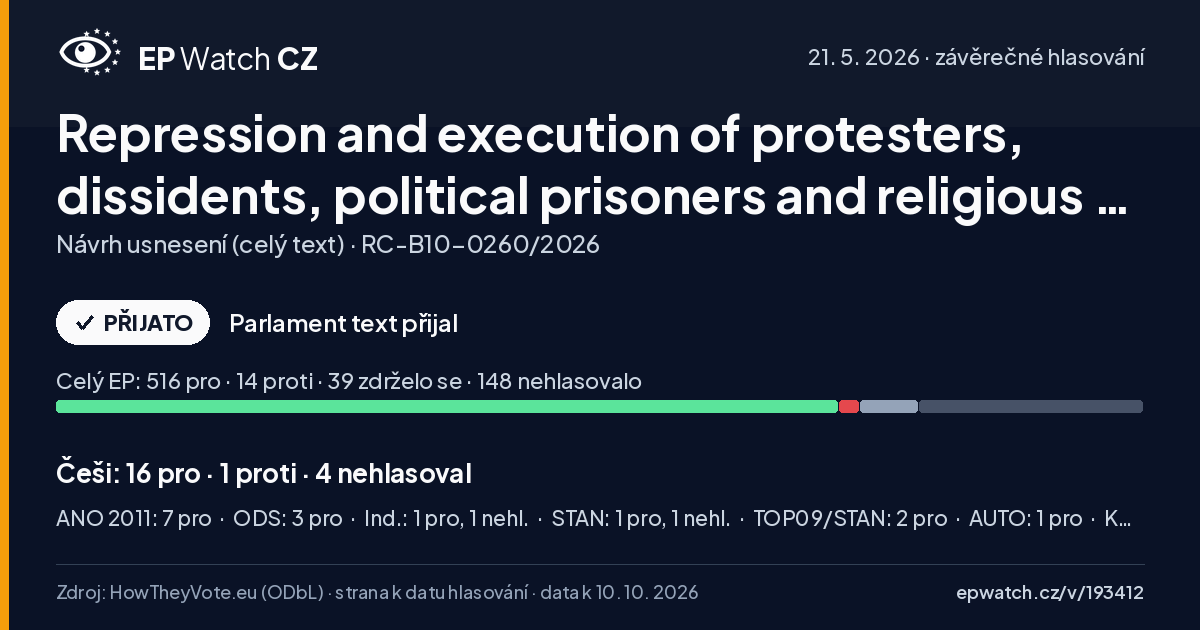 EP Watch CZ
21. 5. 2026 · závěrečné hlasování
Repression and execution of protesters,
dissidents, political prisoners and religious …
Návrh usnesení (celý text) · RC-B10-0260/2026
✓ PŘIJATO
Parlament text přijal
Celý EP: 516 pro · 14 proti · 39 zdrželo se · 148 nehlasovalo
Češi: 16 pro · 1 proti · 4 nehlasoval
ANO 2011: 7 pro · ODS: 3 pro · Ind.: 1 pro, 1 nehl. · STAN: 1 pro, 1 nehl. · TOP09/STAN: 2 pro · AUTO: 1 pro · K…
Zdroj: HowTheyVote.eu (ODbL) · strana k datu hlasování · data k 10. 10. 2026
epwatch.cz/v/193412